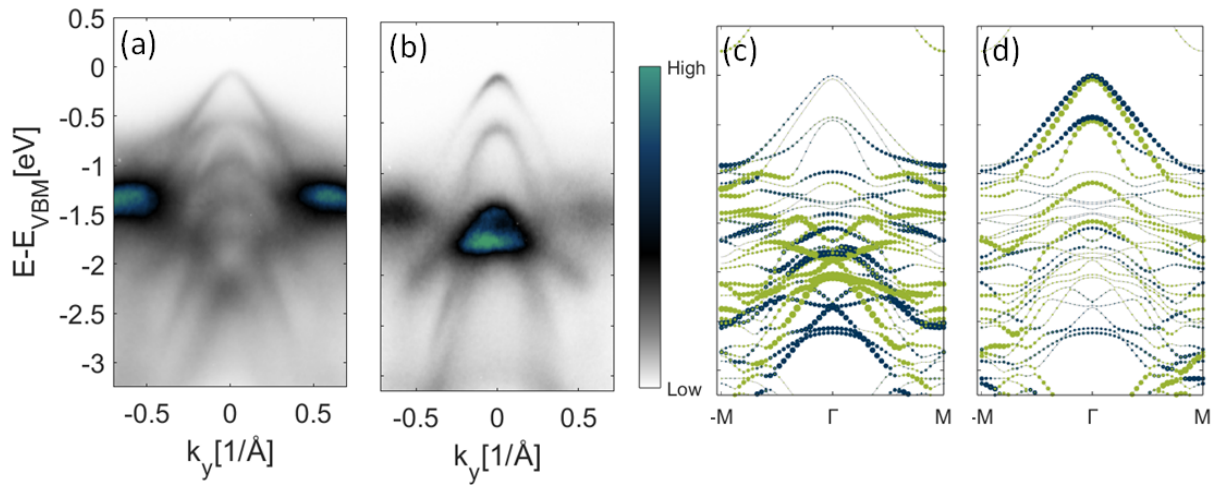 (a)
(b)
(c)
(d)
0.5
0
-0.5
-1
-1.5
-2
-2.5
-3
E-E_VBM[eV]
-0.5
0
0.5
k_y[1/Å]
-0.5
0
0.5
k_y[1/Å]
High
Low
-M
Γ
M
-M
Γ
M